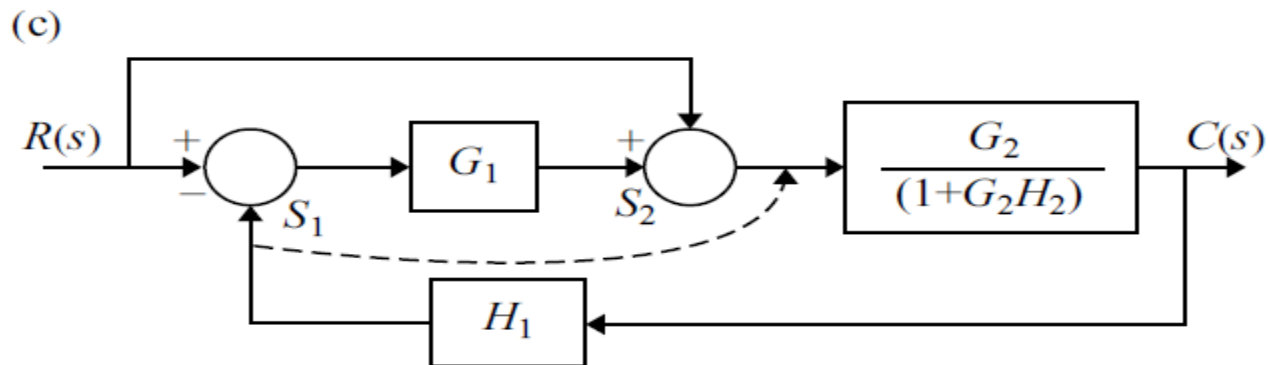 (c)
R(s) + − S₁ G₁ + S₂ G₂ / (1+G₂H₂) C(s)
H₁